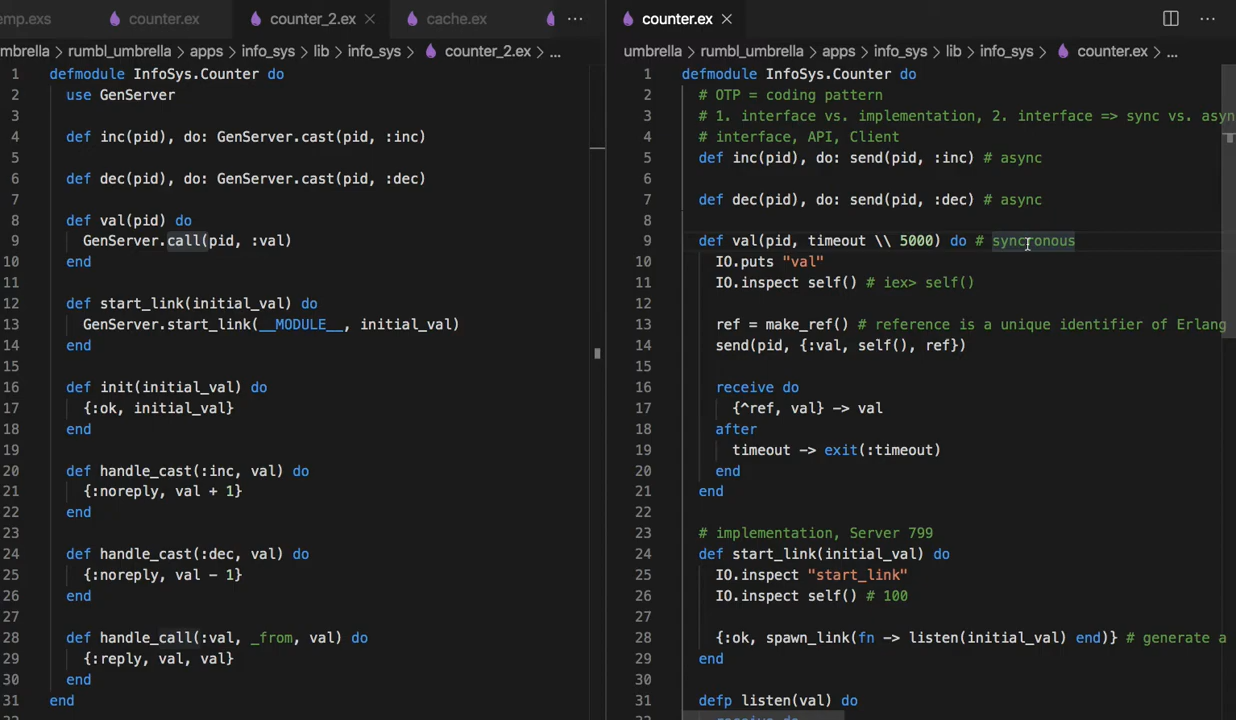 emp.exs counter.ex counter_2.ex × cache.ex ···
mbrella > rumbl_umbrella > apps > info_sys > lib > info_sys > counter_2.ex > ...
1 defmodule InfoSys.Counter do
2 use GenServer
3
4 def inc(pid), do: GenServer.cast(pid, :inc)
5
6 def dec(pid), do: GenServer.cast(pid, :dec)
7
8 def val(pid) do
9 GenServer.call(pid, :val)
10 end
11
12 def start_link(initial_val) do
13 GenServer.start_link(__MODULE__, initial_val)
14 end
15
16 def init(initial_val) do
17 {:ok, initial_val}
18 end
19
20 def handle_cast(:inc, val) do
21 {:noreply, val + 1}
22 end
23
24 def handle_cast(:dec, val) do
25 {:noreply, val - 1}
26 end
27
28 def handle_call(:val, _from, val) do
29 {:reply, val, val}
30 end
31 end
counter.ex × ···
umbrella > rumbl_umbrella > apps > info_sys > lib > info_sys > counter.ex > ...
1 defmodule InfoSys.Counter do
2 # OTP = coding pattern
3 # 1. interface vs. implementation, 2. interface => sync vs. asyn
4 # interface, API, Client
5 def inc(pid), do: send(pid, :inc) # async
6
7 def dec(pid), do: send(pid, :dec) # async
8
9 def val(pid, timeout \\ 5000) do # syncronous
10 IO.puts "val"
11 IO.inspect self() # iex> self()
12
13 ref = make_ref() # reference is a unique identifier of Erlang
14 send(pid, {:val, self(), ref})
15
16 receive do
17 {^ref, val} -> val
18 after
19 timeout -> exit(:timeout)
20 end
21 end
22
23 # implementation, Server 799
24 def start_link(initial_val) do
25 IO.inspect "start_link"
26 IO.inspect self() # 100
27
28 {:ok, spawn_link(fn -> listen(initial_val) end)} # generate a
29 end
30
31 defp listen(val) do
receive do